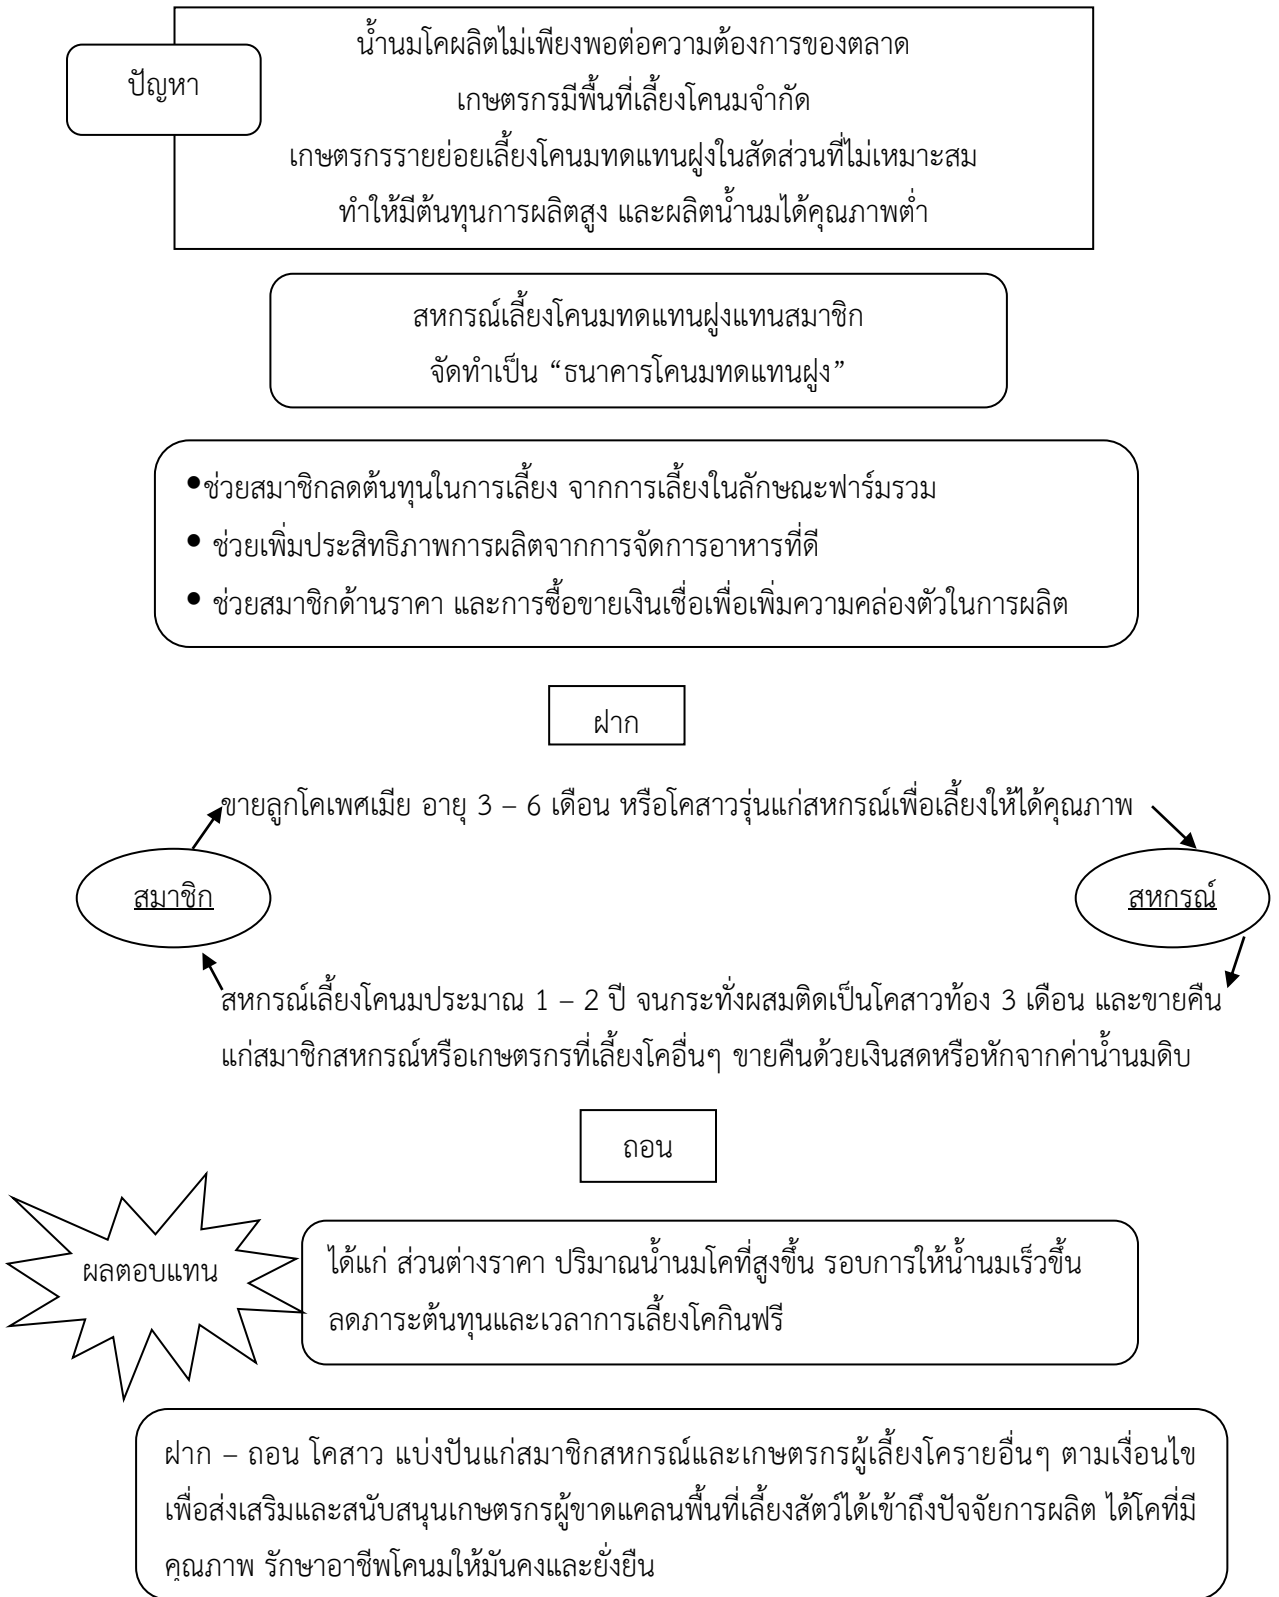 น้ำนมโคผลิตไม่เพียงพอต่อความต้องการของตลาด
ปัญหา
เกษตรกรมีพื้นที่เลี้ยงโคนมจำกัด
เกษตรกรรายย่อยเลี้ยงโคนมทดแทนฝูงในสัดส่วนที่ไม่เหมาะสม
ทำให้มีต้นทุนการผลิตสูง และผลิตน้ำนมได้คุณภาพต่ำ
สหกรณ์เลี้ยงโคนมทดแทนฝูงแทนสมาชิก
จัดทำเป็น “ธนาคารโคนมทดแทนฝูง”
•ช่วยสมาชิกลดต้นทุนในการเลี้ยง จากการเลี้ยงในลักษณะฟาร์มรวม
• ช่วยเพิ่มประสิทธิภาพการผลิตจากการจัดการอาหารที่ดี
• ช่วยสมาชิกด้านราคา และการซื้อขายเงินเชื่อเพื่อเพิ่มความคล่องตัวในการผลิต
ฝาก
ขายลูกโคเพศเมีย อายุ 3 – 6 เดือน หรือโคสาวรุ่นแก่สหกรณ์เพื่อเลี้ยงให้ได้คุณภาพ
สมาชิก
สหกรณ์
สหกรณ์เลี้ยงโคนมประมาณ 1 – 2 ปี จนกระทั่งผสมติดเป็นโคสาวท้อง 3 เดือน และขายคืน
แก่สมาชิกสหกรณ์หรือเกษตรกรที่เลี้ยงโคอื่นๆ ขายคืนด้วยเงินสดหรือหักจากค่าน้ำนมดิบ
ถอน
ผลตอบแทน
ได้แก่ ส่วนต่างราคา ปริมาณน้ำนมโคที่สูงขึ้น รอบการให้น้ำนมเร็วขึ้น
ลดภาระต้นทุนและเวลาการเลี้ยงโคกินฟรี
ฝาก – ถอน โคสาว แบ่งปันแก่สมาชิกสหกรณ์และเกษตรกรผู้เลี้ยงโครายอื่นๆ ตามเงื่อนไข
เพื่อส่งเสริมและสนับสนุนเกษตรกรผู้ขาดแคลนพื้นที่เลี้ยงสัตว์ได้เข้าถึงปัจจัยการผลิต ได้โคที่มี
คุณภาพ รักษาอาชีพโคนมให้มันคงและยั่งยืน